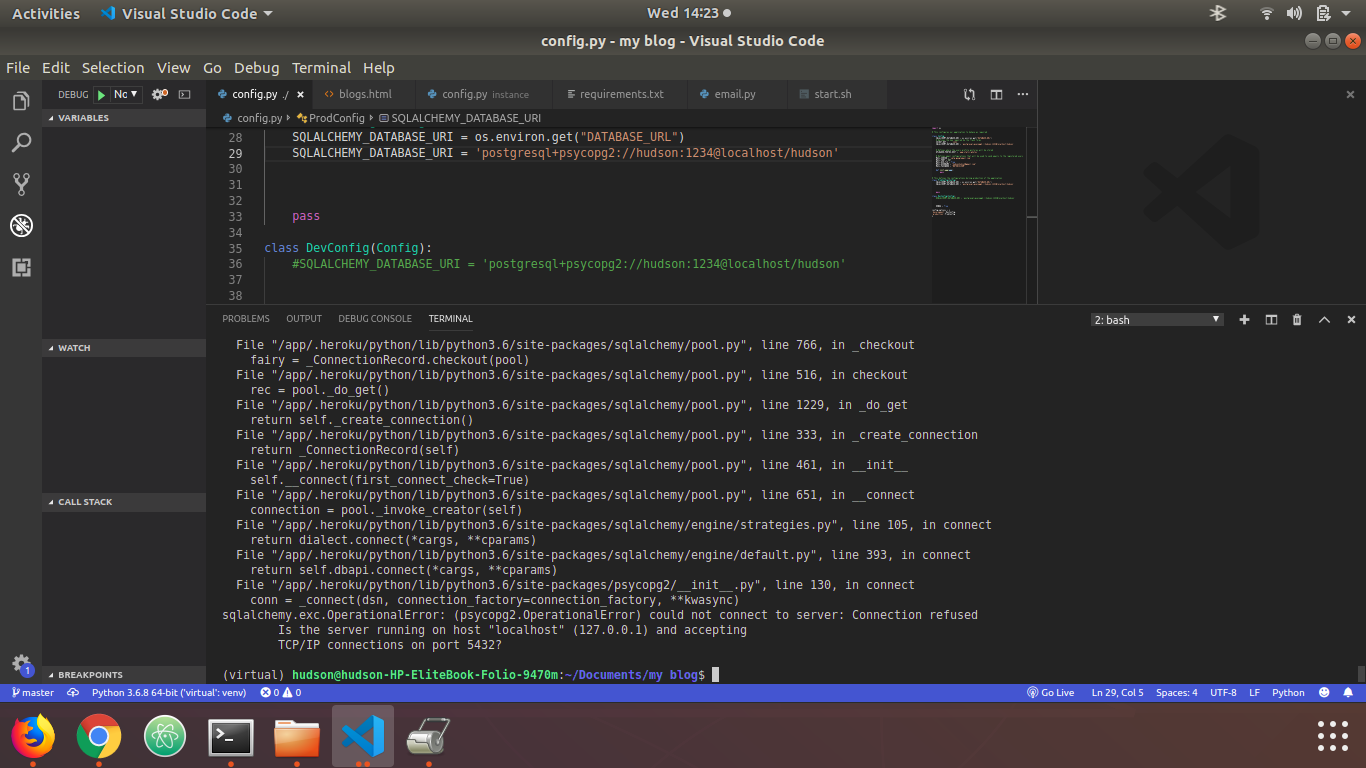 Activities
Visual Studio Code
Wed 14:23
config.py - my blog - Visual Studio Code
File Edit Selection View Go Debug Terminal Help
DEBUG
Nc
config.py ./
blogs.html
config.py instance
requirements.txt
email.py
start.sh
VARIABLES
config.py
ProdConfig
SQLALCHEMY_DATABASE_URI
28 SQLALCHEMY_DATABASE_URI = os.environ.get("DATABASE_URL")
29 SQLALCHEMY_DATABASE_URI = 'postgresql+psycopg2://hudson:1234@localhost/hudson'
30
31
32
33 pass
34
35 class DevConfig(Config):
36 #SQLALCHEMY_DATABASE_URI = 'postgresql+psycopg2://hudson:1234@localhost/hudson'
37
38
PROBLEMS OUTPUT DEBUG CONSOLE TERMINAL
2: bash
WATCH
CALL STACK
BREAKPOINTS
File "/app/.heroku/python/lib/python3.6/site-packages/sqlalchemy/pool.py", line 766, in _checkout
fairy = _ConnectionRecord.checkout(pool)
File "/app/.heroku/python/lib/python3.6/site-packages/sqlalchemy/pool.py", line 516, in checkout
rec = pool._do_get()
File "/app/.heroku/python/lib/python3.6/site-packages/sqlalchemy/pool.py", line 1229, in _do_get
return self._create_connection()
File "/app/.heroku/python/lib/python3.6/site-packages/sqlalchemy/pool.py", line 333, in _create_connection
return _ConnectionRecord(self)
File "/app/.heroku/python/lib/python3.6/site-packages/sqlalchemy/pool.py", line 461, in __init__
self.__connect(first_connect_check=True)
File "/app/.heroku/python/lib/python3.6/site-packages/sqlalchemy/pool.py", line 651, in __connect
connection = pool._invoke_creator(self)
File "/app/.heroku/python/lib/python3.6/site-packages/sqlalchemy/engine/strategies.py", line 105, in connect
return dialect.connect(*cargs, **cparams)
File "/app/.heroku/python/lib/python3.6/site-packages/sqlalchemy/engine/default.py", line 393, in connect
return self.dbapi.connect(*cargs, **cparams)
File "/app/.heroku/python/lib/python3.6/site-packages/psycopg2/__init__.py", line 130, in connect
conn = _connect(dsn, connection_factory=connection_factory, **kwasync)
sqlalchemy.exc.OperationalError: (psycopg2.OperationalError) could not connect to server: Connection refused
Is the server running on host "localhost" (127.0.0.1) and accepting
TCP/IP connections on port 5432?
(virtual) hudson@hudson-HP-EliteBook-Folio-9470m:~/Documents/my blog$
1
master
Python 3.6.8 64-bit ('virtual': venv)
0
0
Go Live
Ln 29, Col 5
Spaces: 4
UTF-8
LF
Python